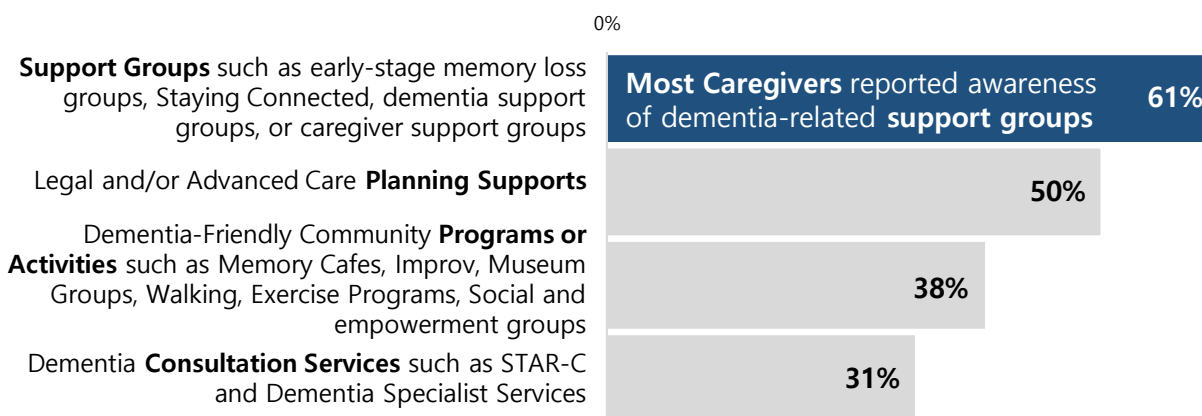 0%
Support Groups such as early-stage memory loss
groups, Staying Connected, dementia support
groups, or caregiver support groups
Most Caregivers reported awareness
of dementia-related support groups
61%
Legal and/or Advanced Care Planning Supports
50%
Dementia-Friendly Community Programs or
Activities such as Memory Cafes, Improv, Museum
Groups, Walking, Exercise Programs, Social and
empowerment groups
38%
Dementia Consultation Services such as STAR-C
and Dementia Specialist Services
31%